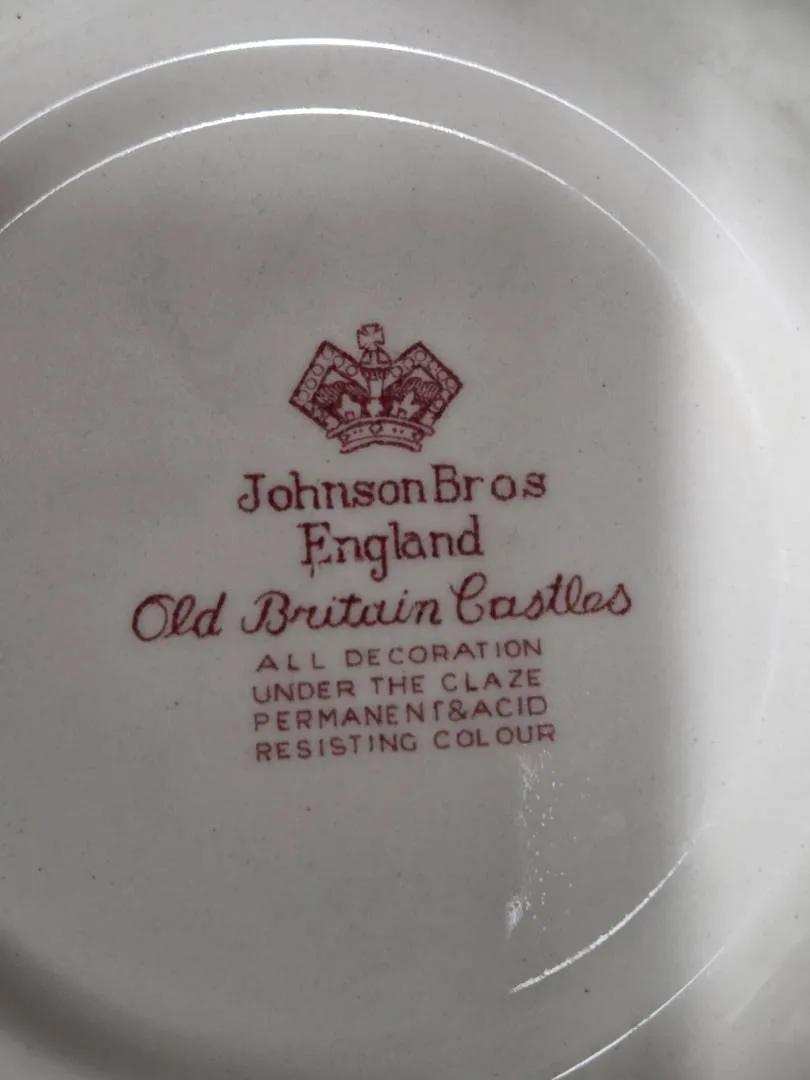 Johnson Bros
England
Old Britain Castles
ALL DECORATION
UNDER THE CLAZE
PERMANENT&ACID
RESISTING COLOUR